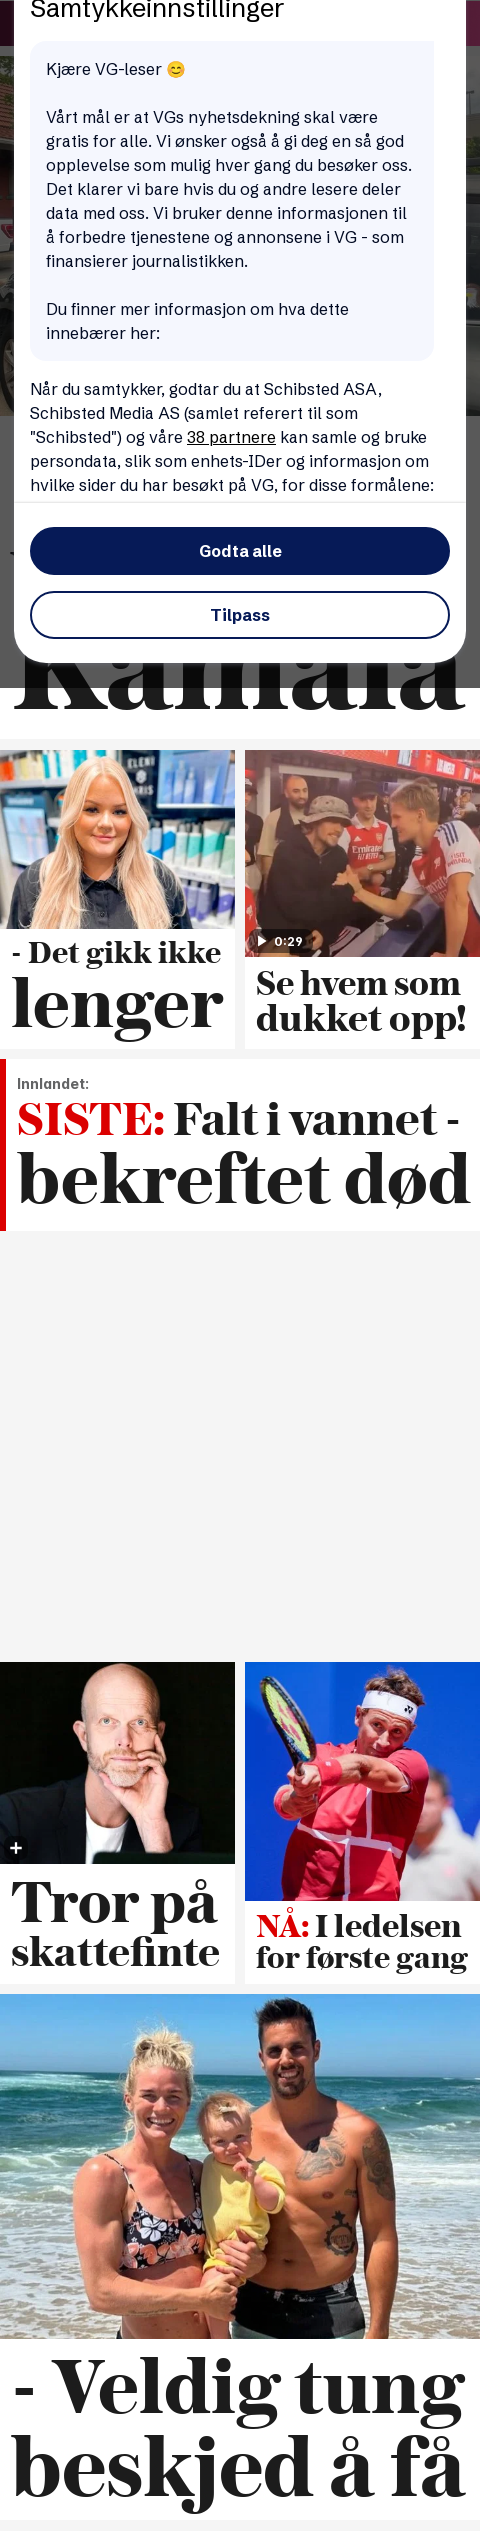 Samtykkeinnstillinger
Kjære VG-leser 😊
Vårt mål er at VGs nyhetsdekning skal være
gratis for alle. Vi ønsker også å gi deg en så god
opplevelse som mulig hver gang du besøker oss.
Det klarer vi bare hvis du og andre lesere deler
data med oss. Vi bruker denne informasjonen til
å forbedre tjenestene og annonsene i VG - som
finansierer journalistikken.
Du finner mer informasjon om hva dette
innebærer her:
Når du samtykker, godtar du at Schibsted ASA,
Schibsted Media AS (samlet referert til som
"Schibsted") og våre 38 partnere kan samle og bruke
persondata, slik som enhets-IDer og informasjon om
hvilke sider du har besøkt på VG, for disse formålene:
Godta alle
Tilpass
Kamala
0:29
- Det gikk ikke
lenger
Se hvem som
dukket opp!
Innlandet:
SISTE: Falt i vannet -
bekreftet død
Tror på
skattefinte
NÅ: I ledelsen
for første gang
- Veldig tung
beskjed å få